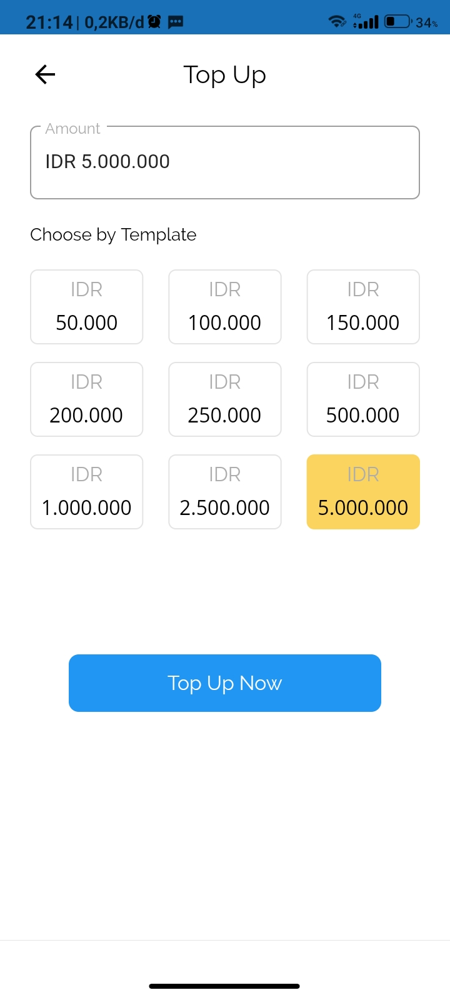 21:14 | 0,2KB/d 4G 34%
Top Up
Amount
IDR 5.000.000
Choose by Template
IDR IDR IDR
50.000 100.000 150.000
IDR IDR IDR
200.000 250.000 500.000
IDR IDR IDR
1.000.000 2.500.000 5.000.000
Top Up Now